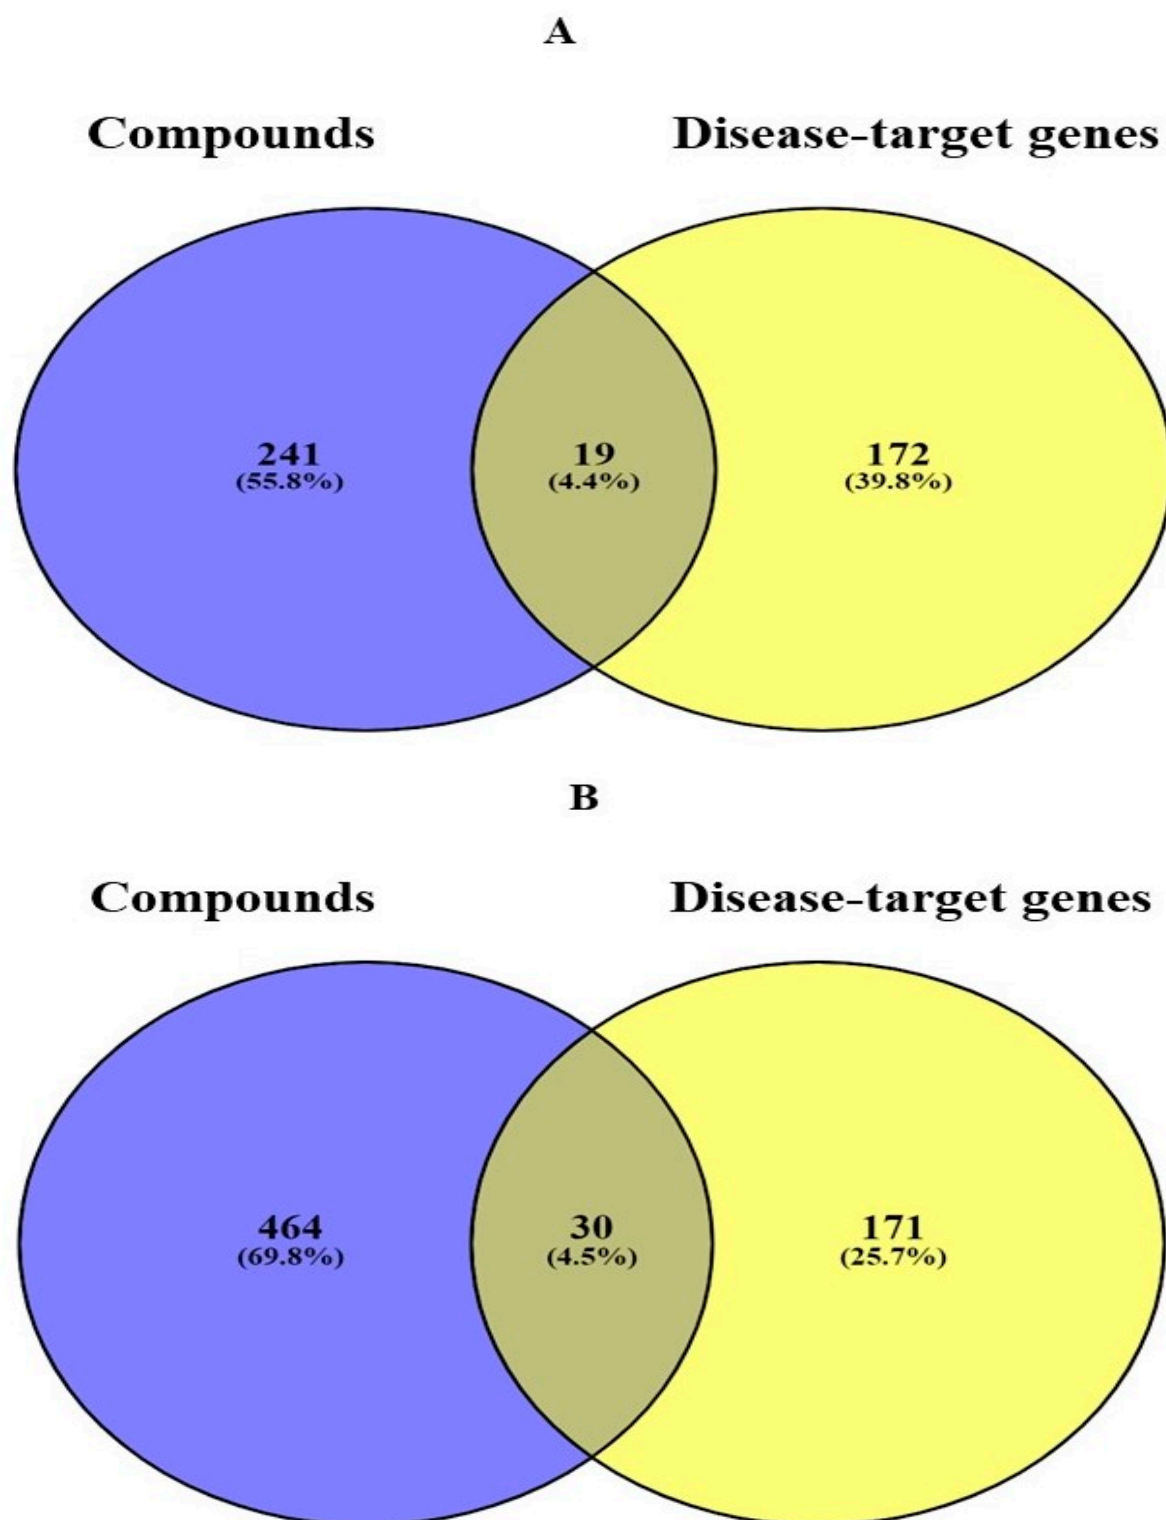 A
Compounds Disease-target genes
241 19 172
(55.8%) (4.4%) (39.8%)
B
Compounds Disease-target genes
464 30 171
(69.8%) (4.5%) (25.7%)